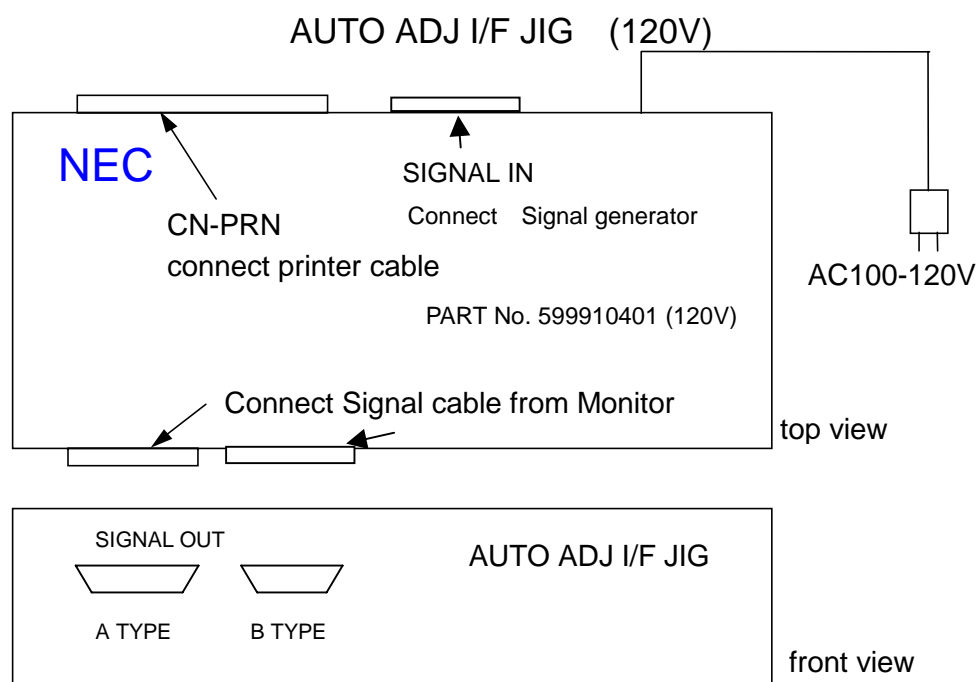 AUTO ADJ I/F JIG (120V)
NEC
SIGNAL IN
Connect Signal generator
CN-PRN
connect printer cable
AC100-120V
PART No. 599910401 (120V)
Connect Signal cable from Monitor
top view
SIGNAL OUT
AUTO ADJ I/F JIG
A TYPE B TYPE
front view